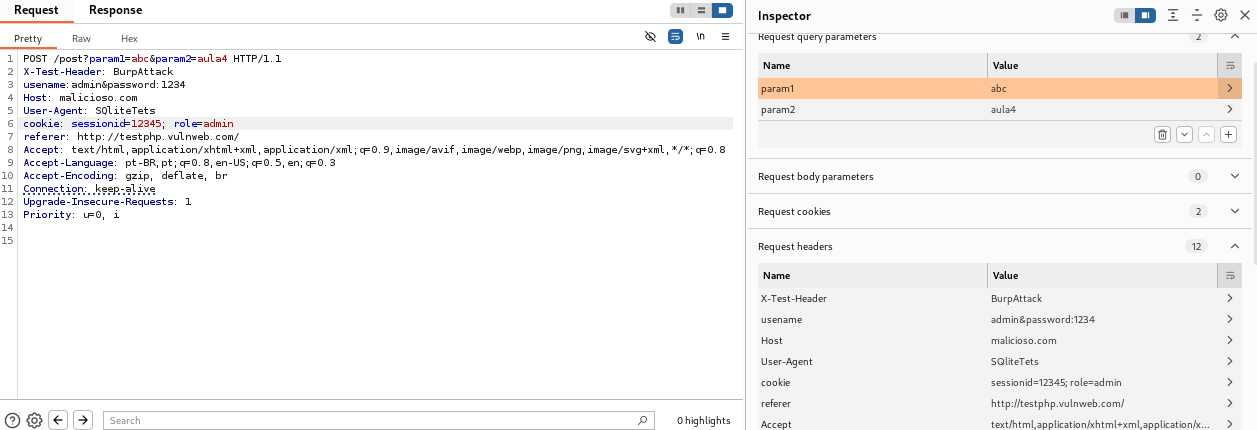 Request Response
Pretty Raw Hex
\n
1 POST /post?param1=abc&param2=aula4 HTTP/1.1
2 X-Test-Header: BurpAttack
3 usename:admin&password:1234
4 Host: malicioso.com
5 User-Agent: SQliteTets
6 cookie: sessionid=12345; role=admin
7 referer: http://testphp.vulnweb.com/
8 Accept: text/html,application/xhtml+xml,application/xml;q=0.9,image/avif,image/webp,image/png,image/svg+xml,*/*;q=0.8
9 Accept-Language: pt-BR,pt;q=0.8,en-US;q=0.5,en;q=0.3
10 Accept-Encoding: gzip, deflate, br
11 Connection: keep-alive
12 Upgrade-Insecure-Requests: 1
13 Priority: u=0, i
14
15
Search
0 highlights
Inspector
Request query parameters 2
Name Value
param1 abc
param2 aula4
Request body parameters 0
Request cookies 2
Request headers 12
Name Value
X-Test-Header BurpAttack
usename admin&password:1234
Host malicioso.com
User-Agent SQliteTets
cookie sessionid=12345; role=admin
referer http://testphp.vulnweb.com/
Accept text/html,application/xhtml+xml,application/x...